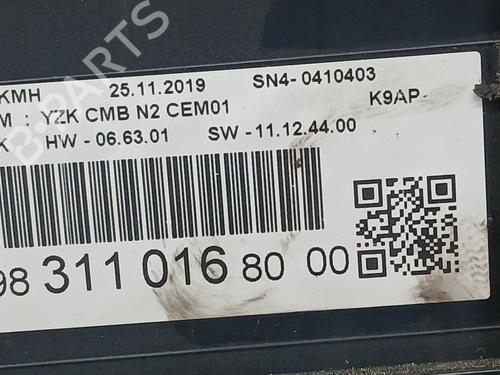 KMH 25.11.2019 SN4-0410403
M : YZK CMB N2 CEM01 K9AP-
K HW -06.63.01 SW -11.12.44.00
98 311 016 80 00
B-PARTS